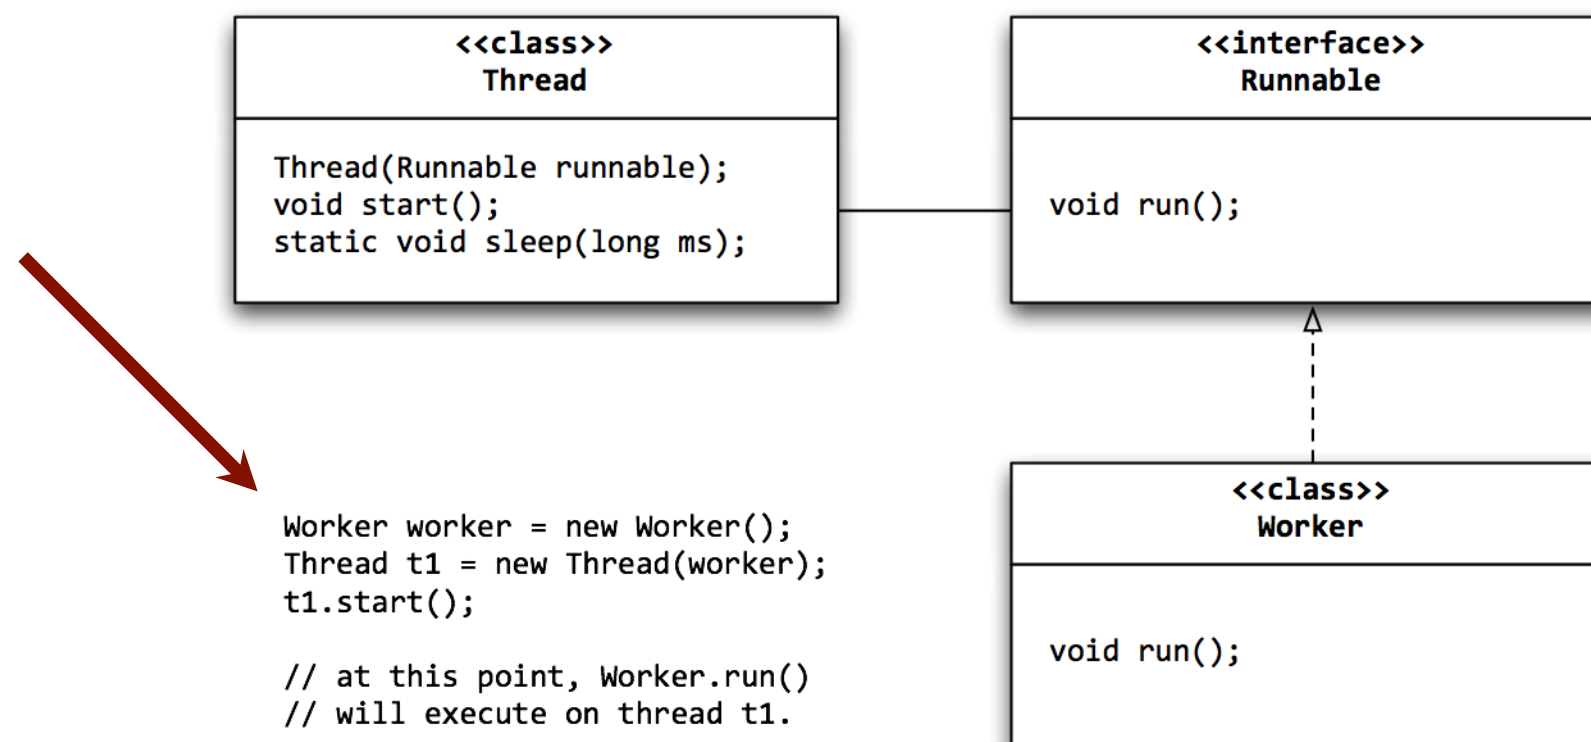 <<class>>
Thread
Thread(Runnable runnable);
void start();
static void sleep(long ms);
<<interface>>
Runnable
void run();
<<class>>
Worker
void run();
Worker worker = new Worker();
Thread t1 = new Thread(worker);
t1.start();
// at this point, Worker.run()
// will execute on thread t1.